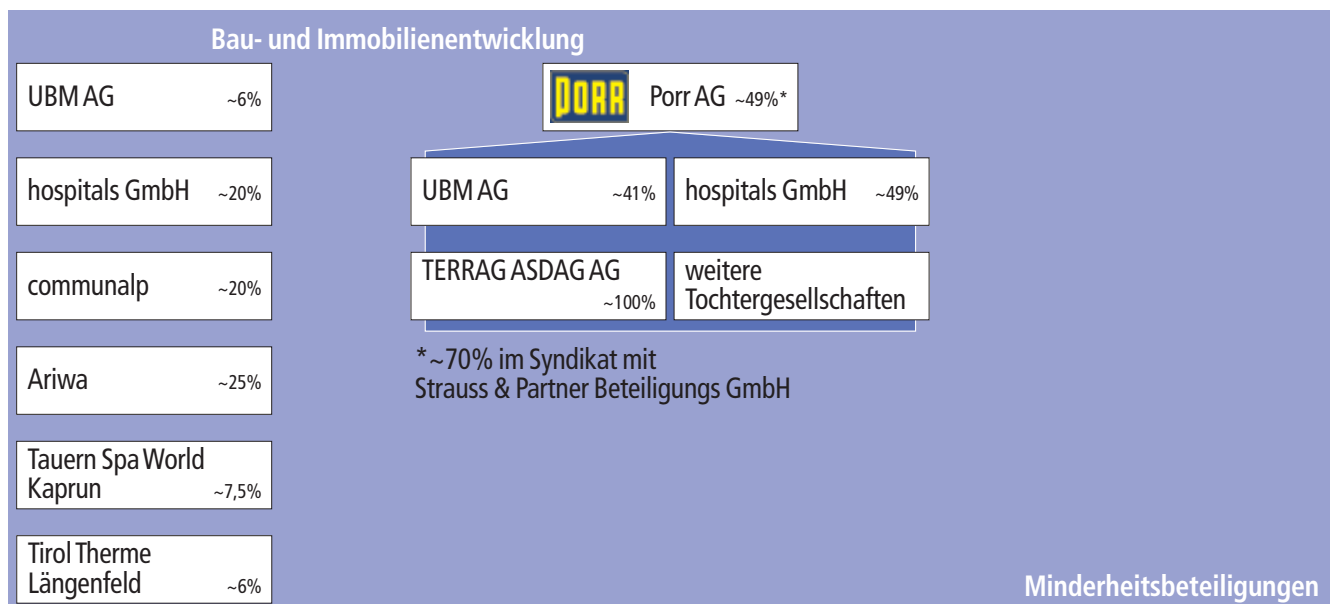 Bau- und Immobilienentwicklung
UBM AG ~6%
hospitals GmbH ~20%
communalp ~20%
Ariwa ~25%
Tauern Spa World
Kaprun ~7,5%
Tirol Therme
Längenfeld ~6%
PORR Porr AG ~49%*
UBM AG ~41%
hospitals GmbH ~49%
TERRAG ASDAG AG
~100%
weitere
Tochtergesellschaften
*~70% im Syndikat mit
Strauss & Partner Beteiligungs GmbH
Minderheitsbeteiligungen